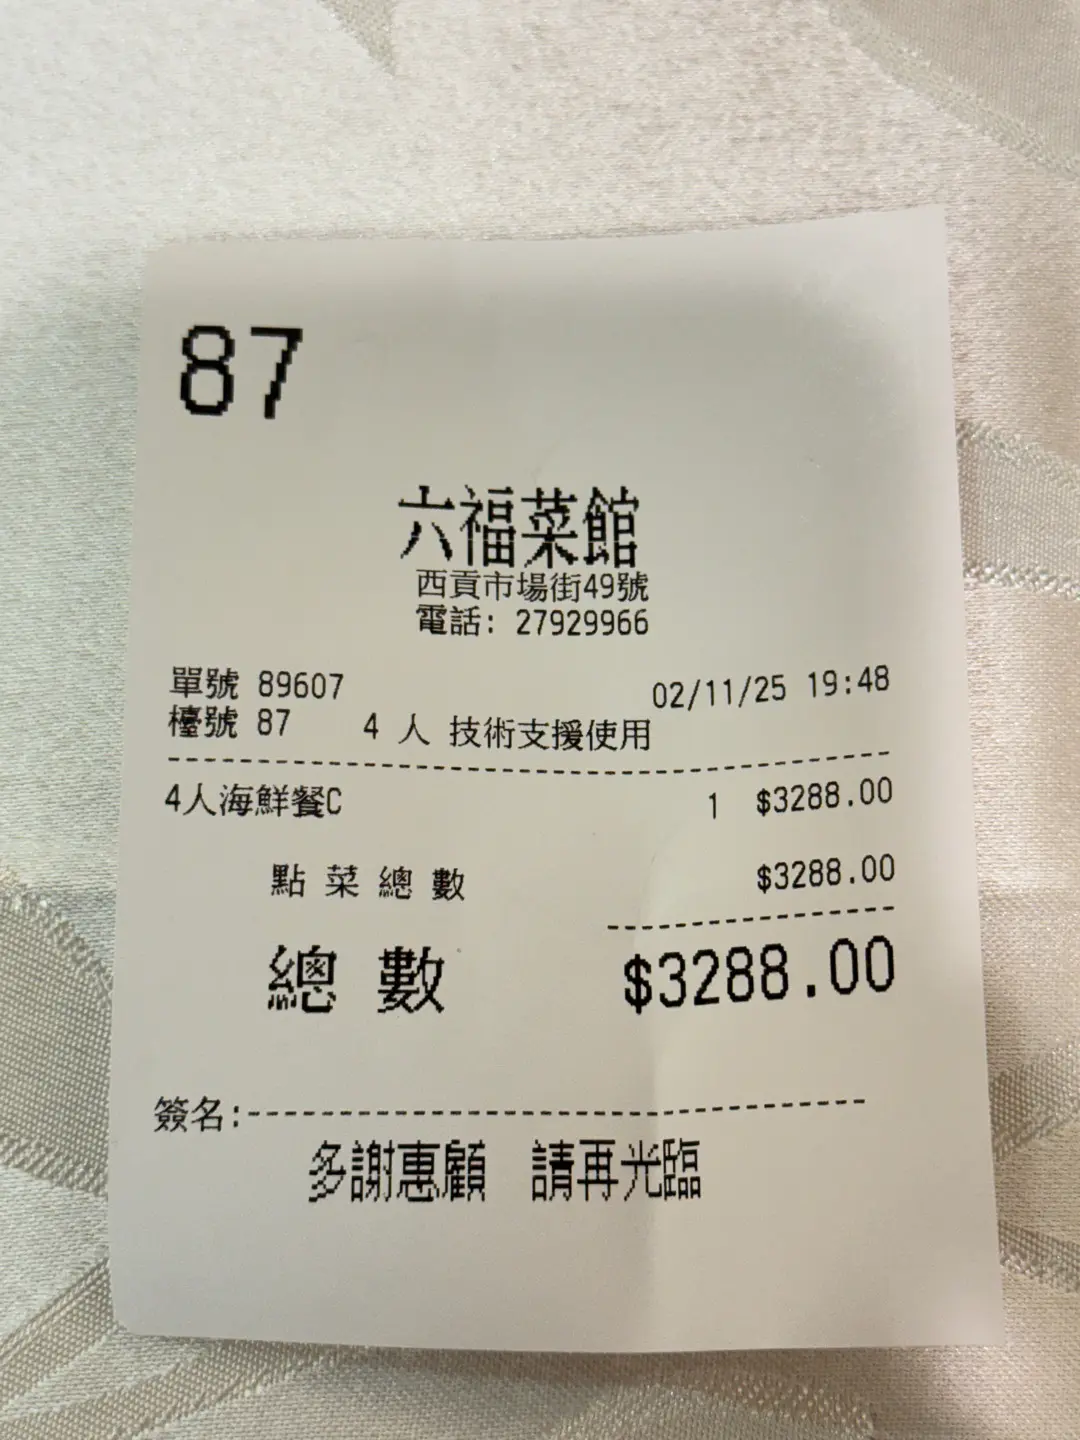 87
六福菜館
西貢市場街49號
電話: 27929966
單號 89607 02/11/25 19:48
檯號 87 4 人 技術支援使用
4人海鮮餐C 1 $3288.00
點菜總數 $3288.00
總數 $3288.00
簽名:
多謝惠顧 請再光臨